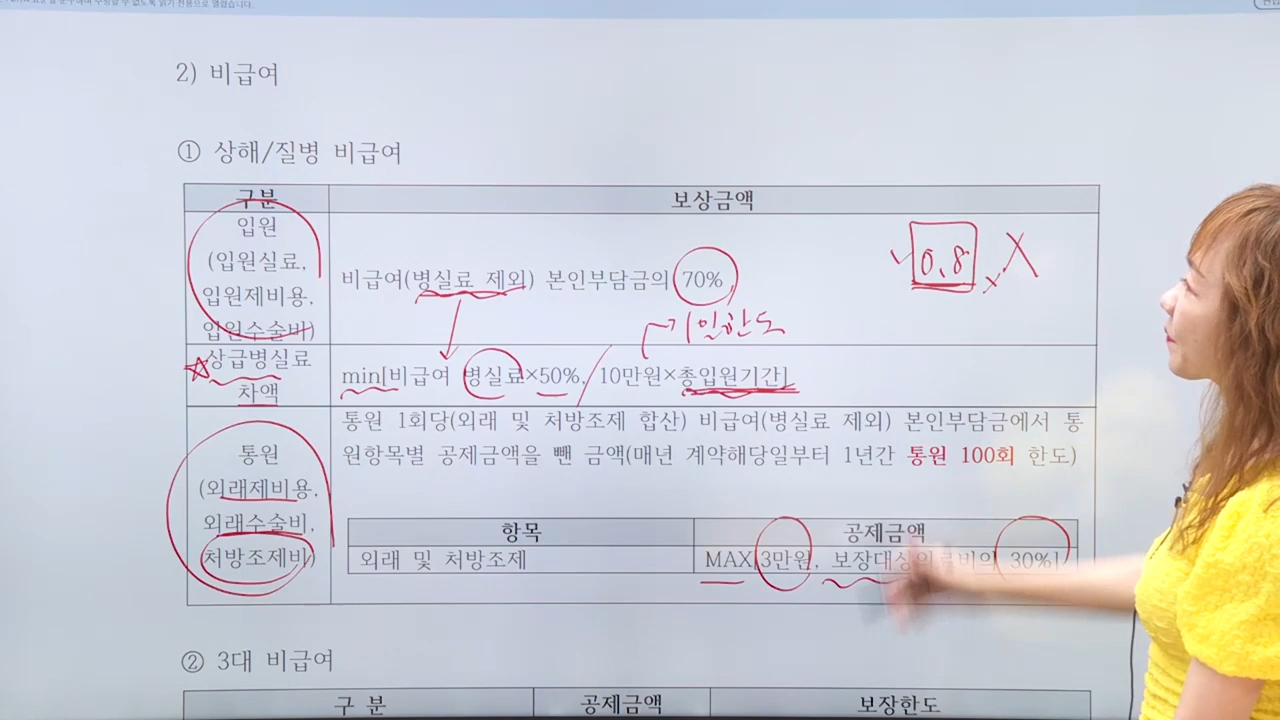 2) 비급여
① 상해/질병 비급여
구분
보상금액
입원
(입원실료,
입원제비용,
입원수술비)
비급여(병실료 제외) 본인부담금의 70%
0.8
1일한도
상급병실료
차액
min[비급여 병실료×50%, 10만원×총입원기간]
통원
(외래제비용,
외래수술비,
처방조제비)
통원 1회당(외래 및 처방조제 합산) 비급여(병실료 제외) 본인부담금에서 통
원항목별 공제금액을 뺀 금액(매년 계약해당일부터 1년간 통원 100회 한도)
항목
공제금액
외래 및 처방조제
MAX[3만원, 보장대상의료비의 30%]
② 3대 비급여
구 분
공제금액
보장한도